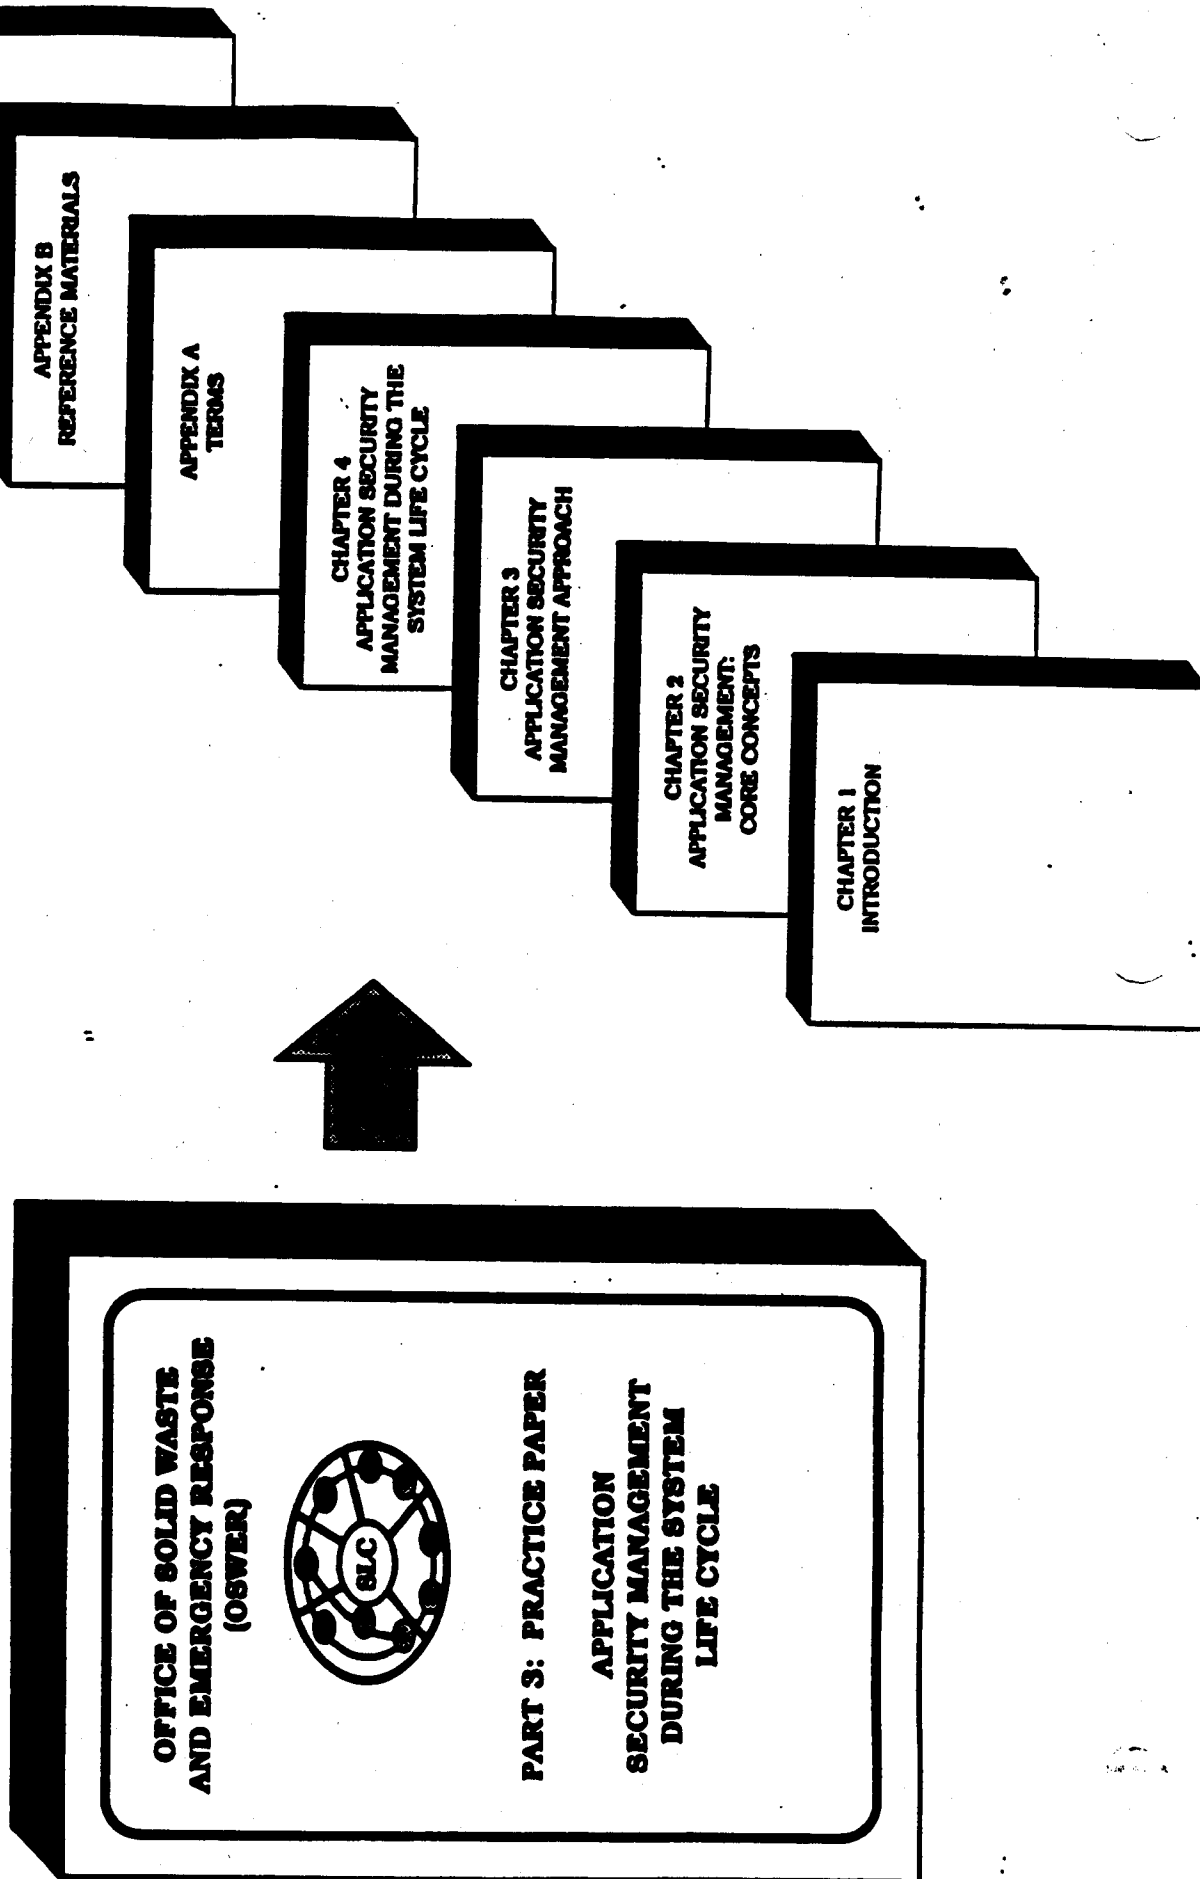 OFFICE OF SOLID WASTE
AND EMERGENCY RESPONSE
(OSWER)
SLC
PART 3: PRACTICE PAPER
APPLICATION
SECURITY MANAGEMENT
DURING THE SYSTEM
LIFE CYCLE
CHAPTER 1
INTRODUCTION
CHAPTER 2
APPLICATION SECURITY
MANAGEMENT:
CORE CONCEPTS
CHAPTER 3
APPLICATION SECURITY
MANAGEMENT APPROACH
CHAPTER 4
APPLICATION SECURITY
MANAGEMENT DURING THE
SYSTEM LIFE CYCLE
APPENDIX A
TERMS
APPENDIX B
REFERENCE MATERIALS